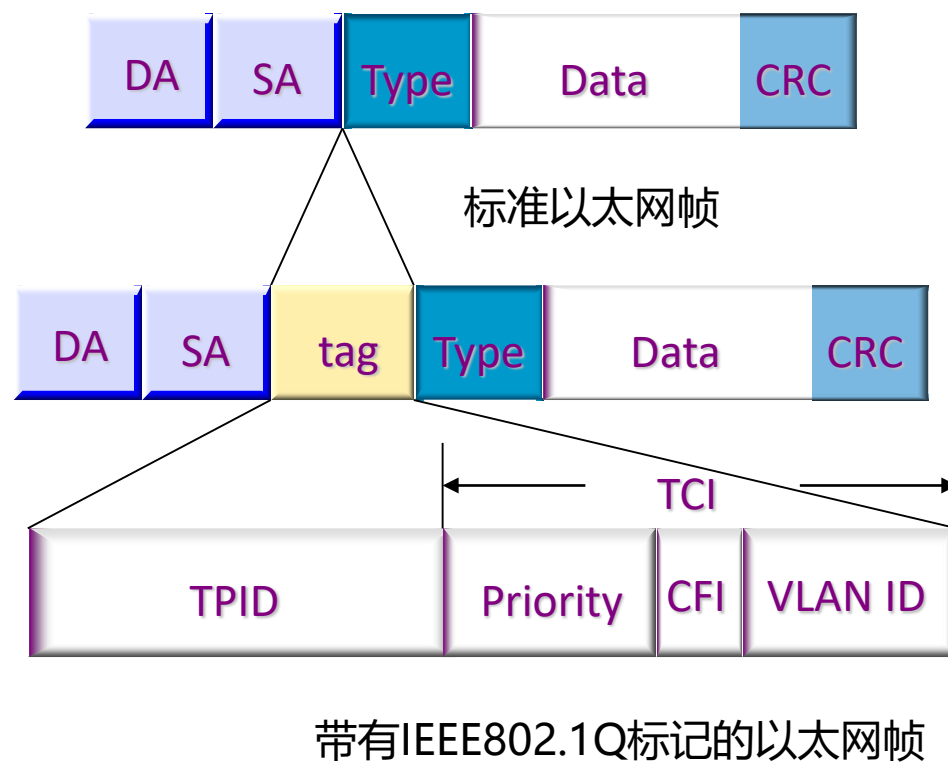 DA SA Type Data CRC
标准以太网帧
DA SA tag Type Data CRC
TCI
TPID Priority CFI VLAN ID
带有IEEE802.1Q标记的以太网帧